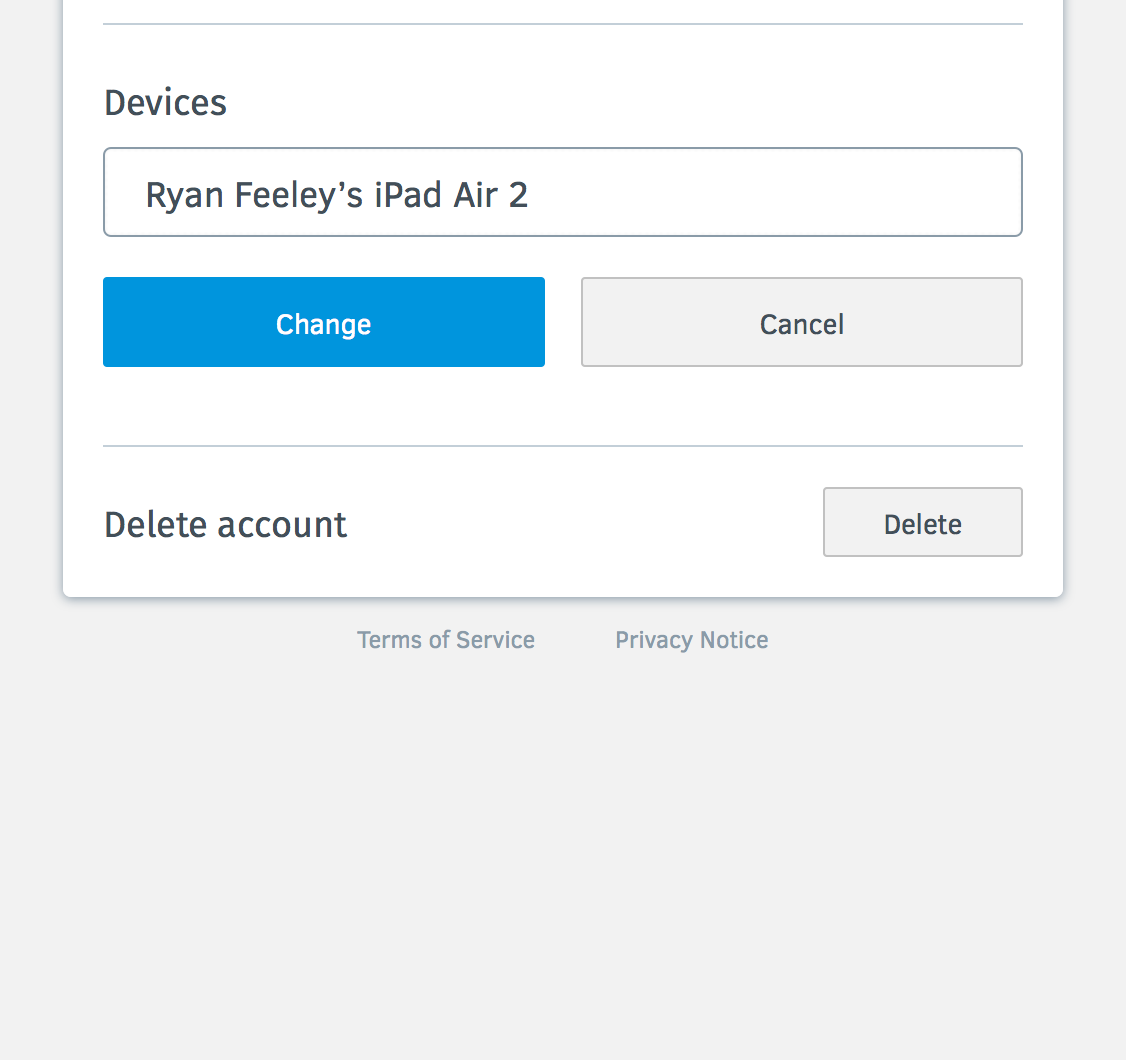 Devices
Ryan Feeley’s iPad Air 2
Change Cancel
Delete account Delete
Terms of Service Privacy Notice